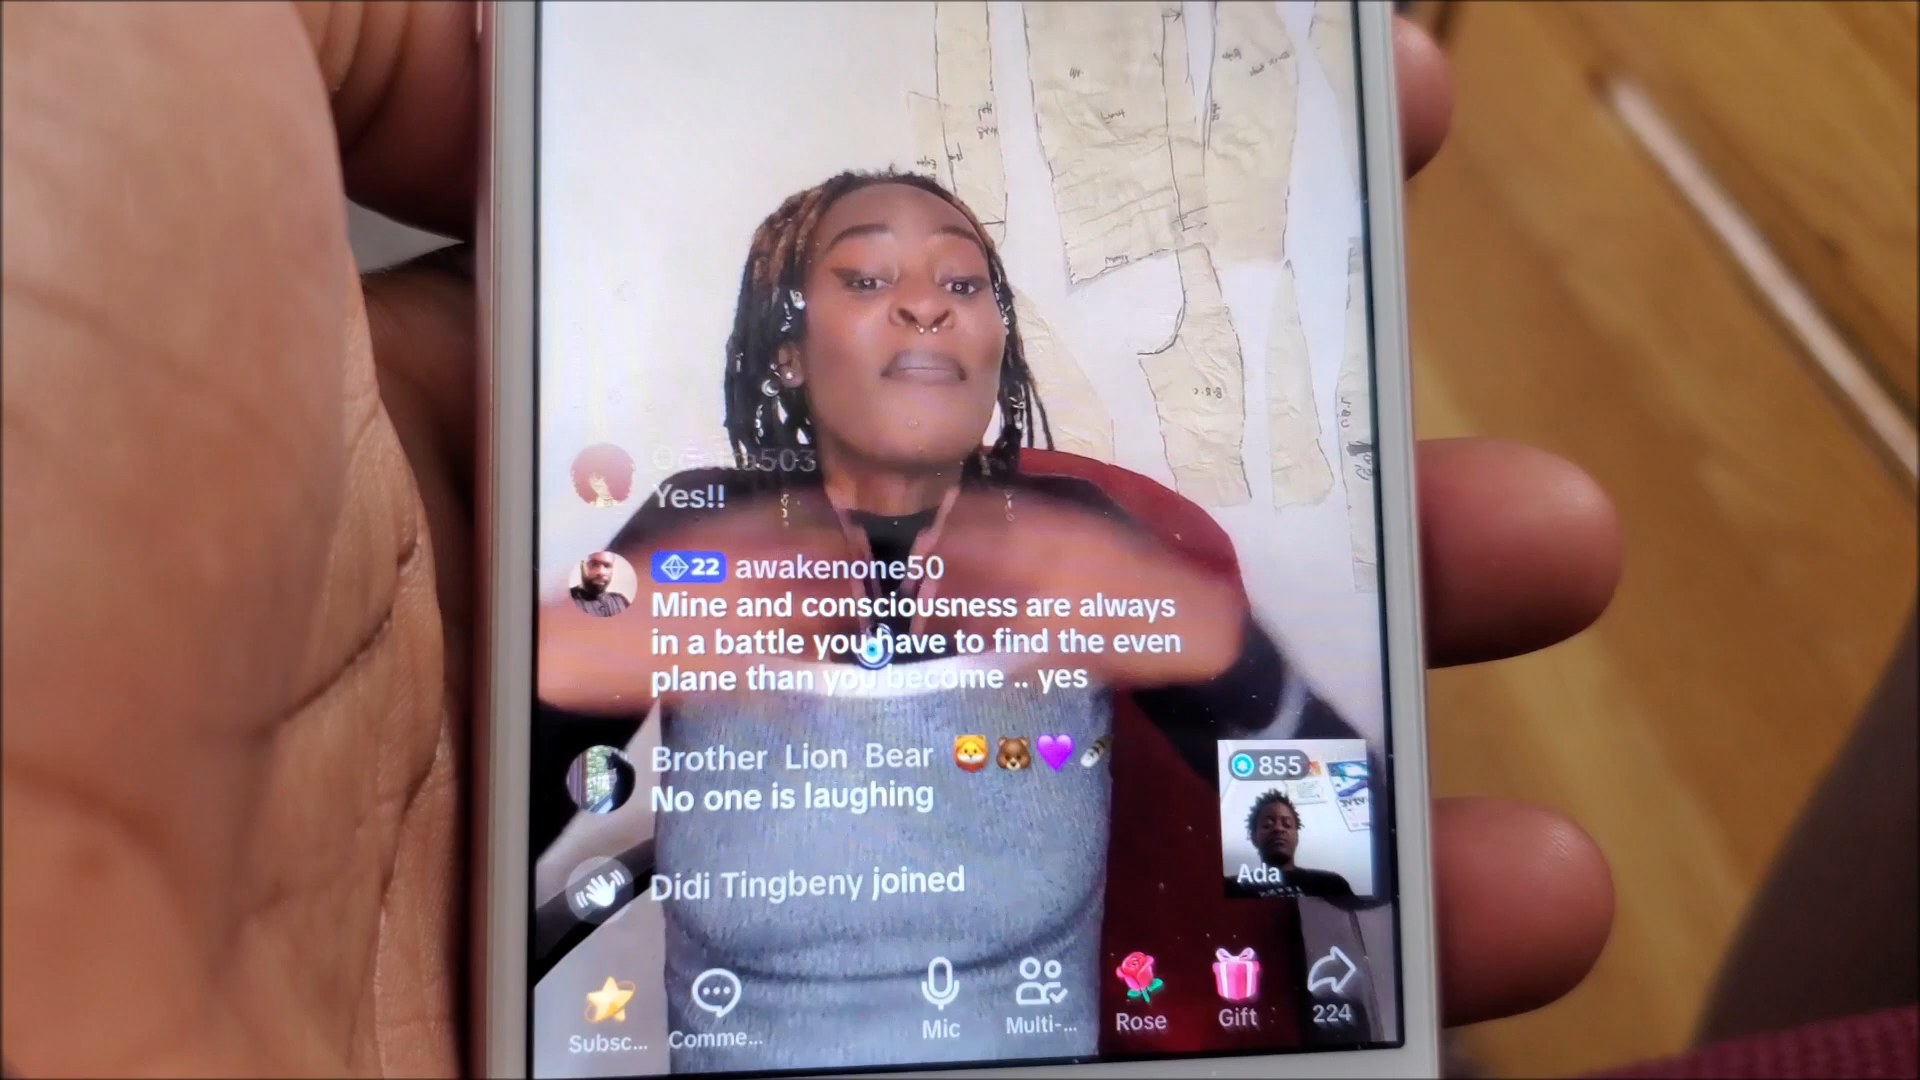 Yes!!
22 awakenone50
Mine and consciousness are always
in a battle you have to find the even
plane than you become .. yes
Brother Lion Bear 🦁🐻💜🪶
No one is laughing
855
Ada
Didi Tingbeny joined
Subsc...
Comme...
Mic
Multi-...
Rose
Gift
224